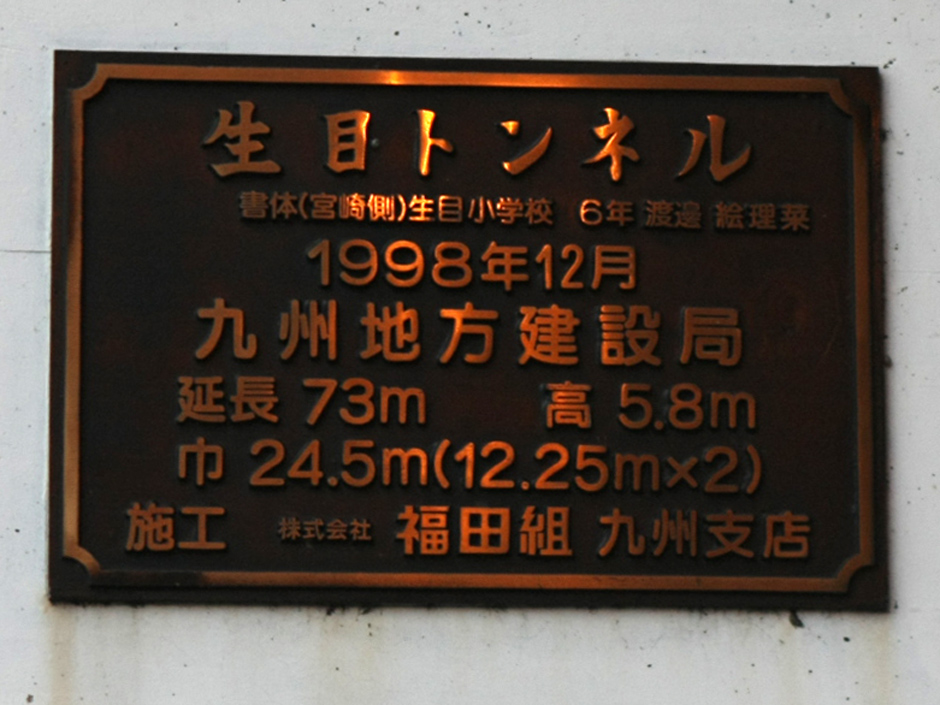 生目トンネル
書体(宮崎側)生目小学校 6年 渡邉 絵理菜
1998年12月
九州地方建設局
延長 73m 高 5.8m
巾 24.5m(12.25m×2)
施工 株式会社 福田組 九州支店